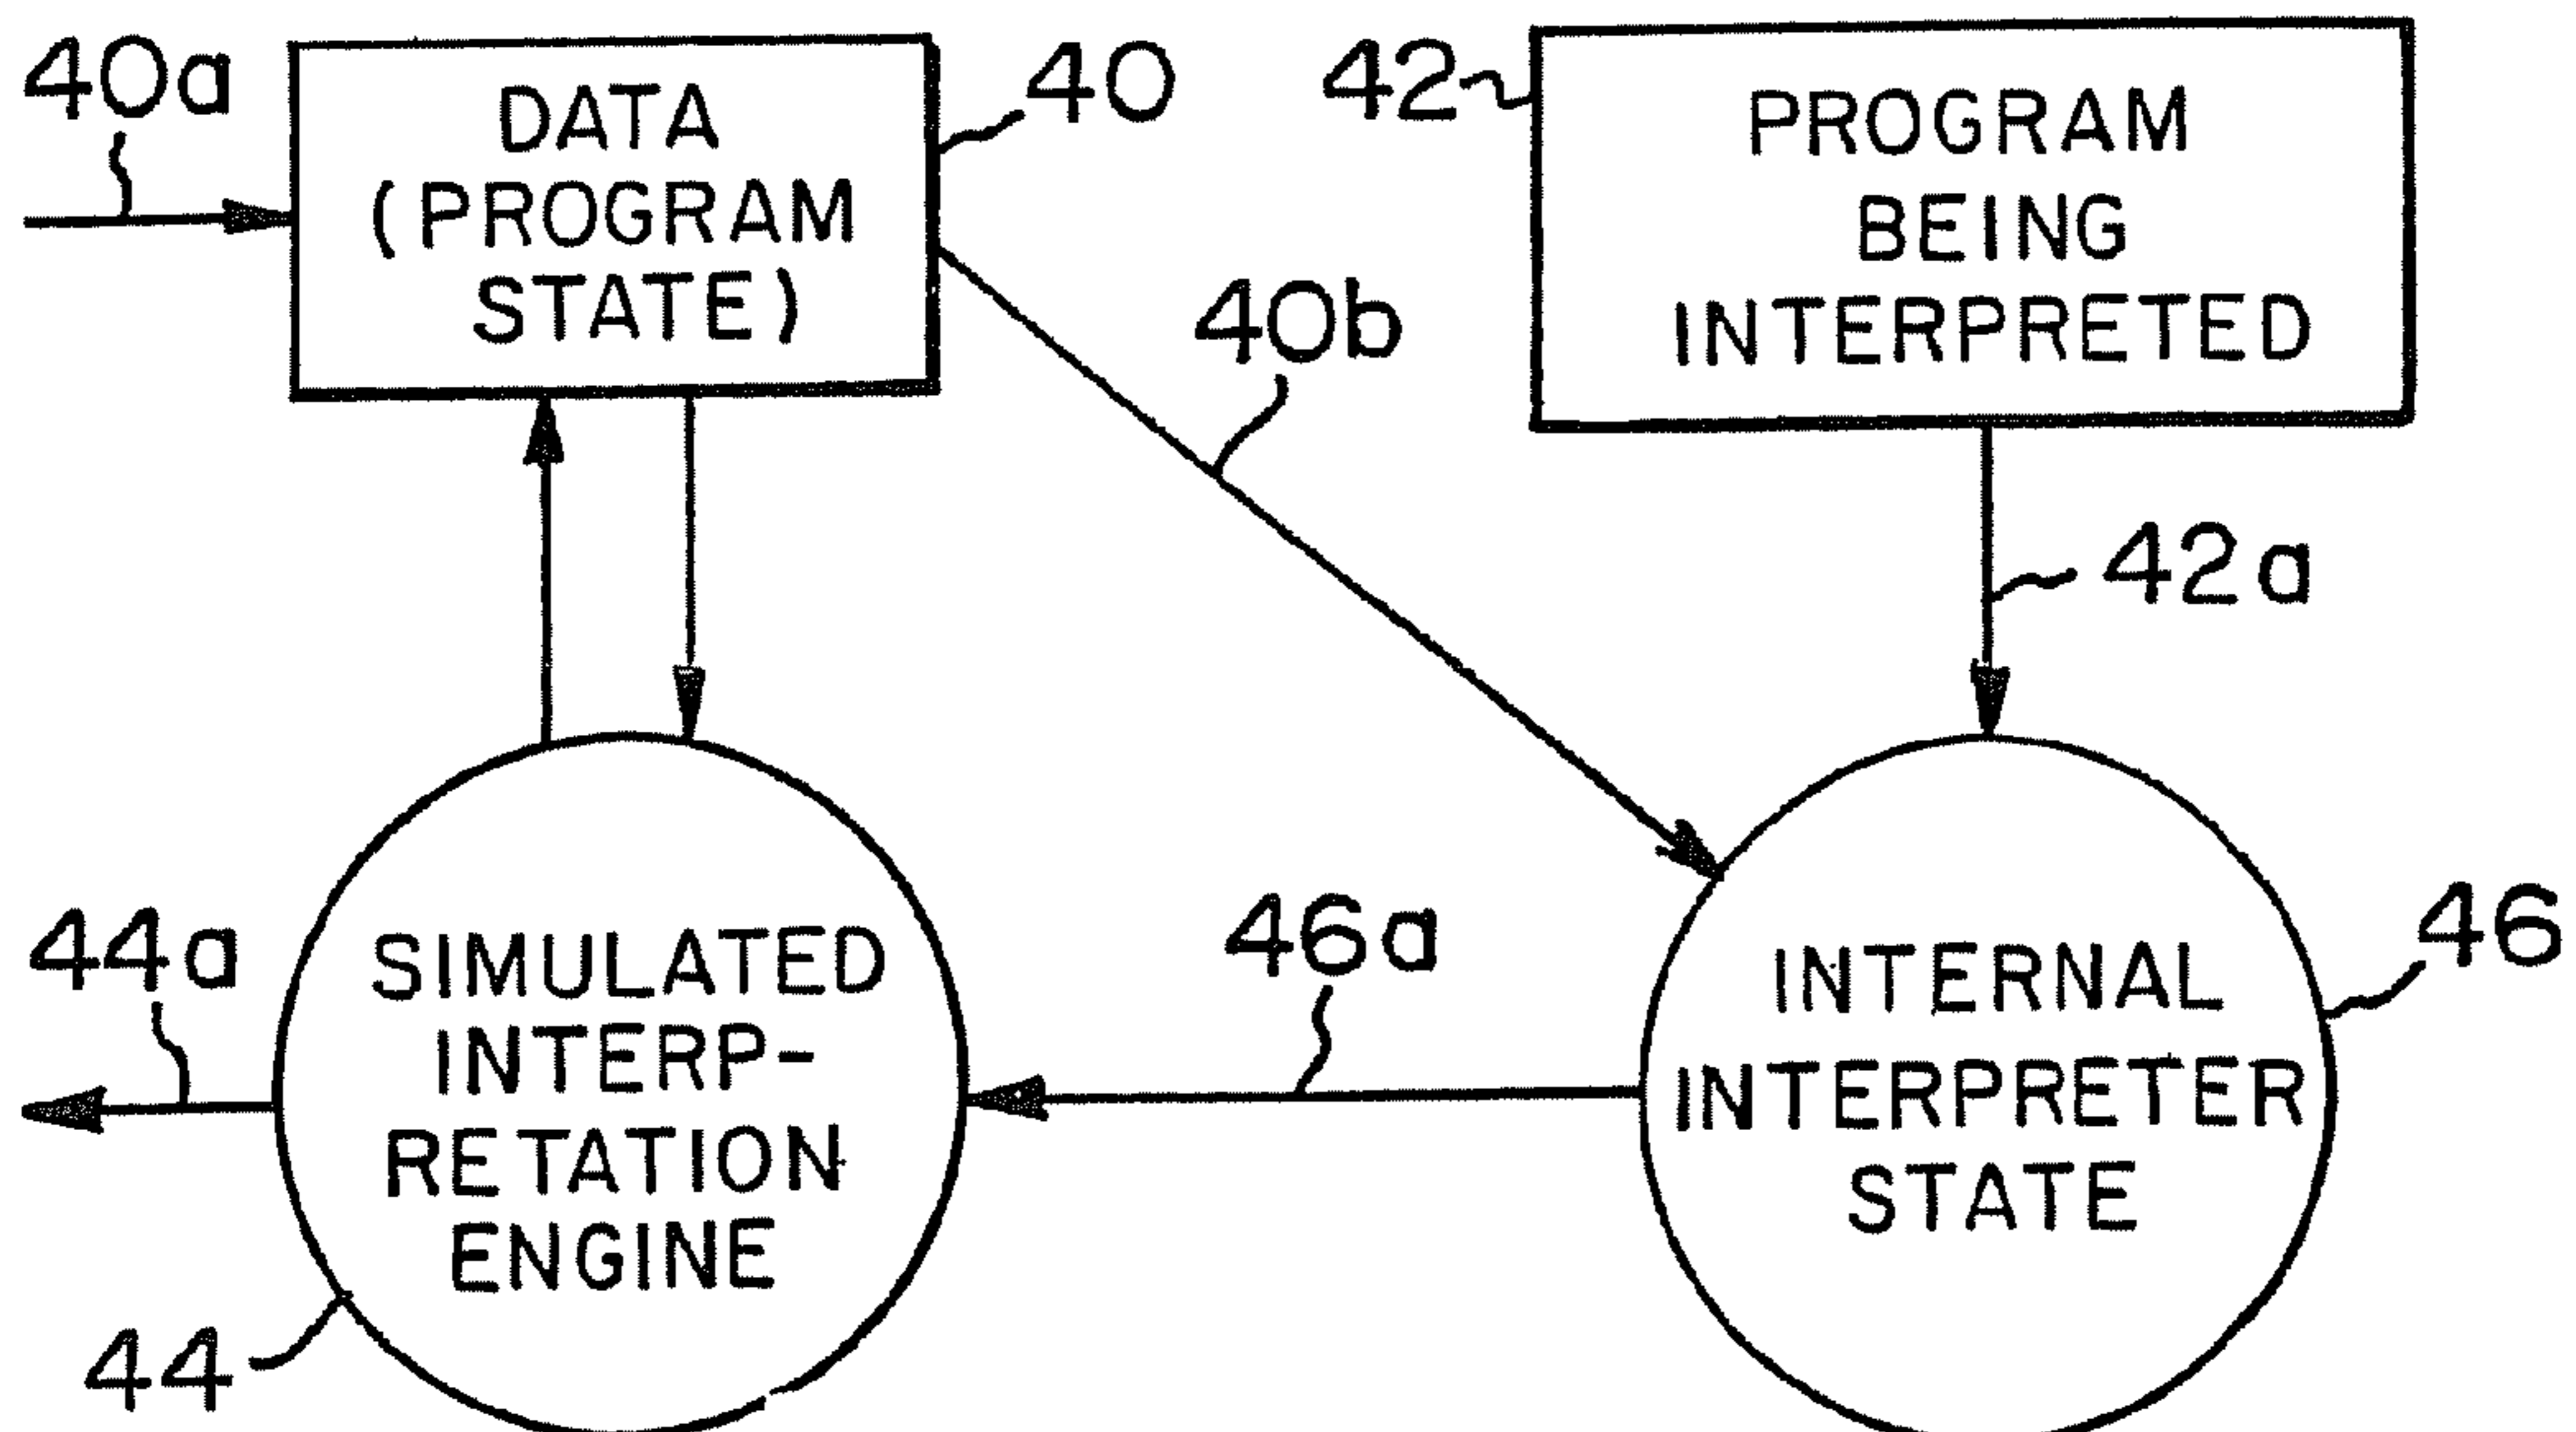 40a
DATA
(PROGRAM
STATE)
40
42
PROGRAM
BEING
INTERPRETED
40b
42a
44a
SIMULATED
INTERP-
RETATION
ENGINE
44
46a
INTERNAL
INTERPRETER
STATE
46